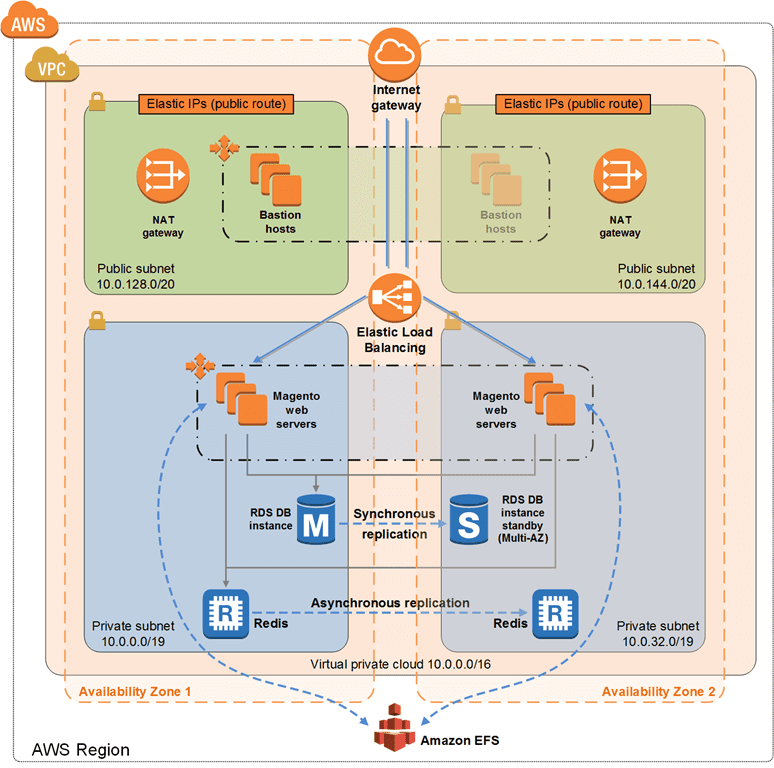 AWS
VPC
Internet
gateway
Elastic IPs (public route)
Elastic IPs (public route)
NAT
gateway
Bastion
hosts
Bastion
hosts
NAT
gateway
Public subnet
10.0.128.0/20
Public subnet
10.0.144.0/20
Elastic Load
Balancing
Magento
web
servers
Magento
web
servers
RDS DB
instance
M
Synchronous
replication
S
RDS DB
instance
standby
(Multi-AZ)
R
Redis
Asynchronous replication
Redis
R
Private subnet
10.0.0.0/19
Private subnet
10.0.32.0/19
Virtual private cloud 10.0.0.0/16
Availability Zone 1
Availability Zone 2
Amazon EFS
AWS Region